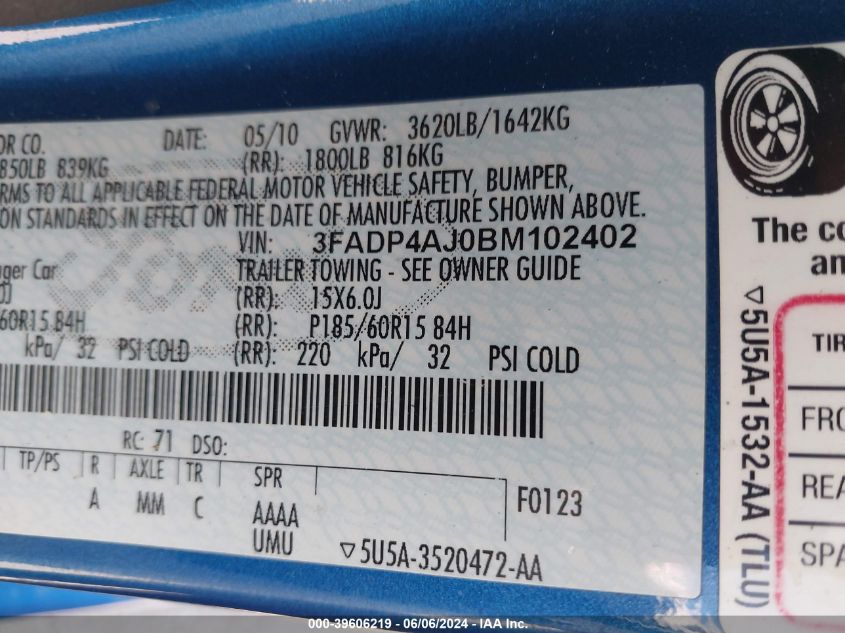 OR CO. DATE: 05/10 GVWR: 3620LB/1642KG
850LB 839KG (RR): 1800LB 816KG
RMS TO ALL APPLICABLE FEDERAL MOTOR VEHICLE SAFETY, BUMPER,
ON STANDARDS IN EFFECT ON THE DATE OF MANUFACTURE SHOWN ABOVE.
VIN: 3FADP4AJ0BM102402
nger Car TRAILER TOWING - SEE OWNER GUIDE
0J (RR): 15X6.0J
60R15 84H (RR): P185/60R15 84H
kPa/ 32 PSI COLD (RR): 220 kPa/ 32 PSI COLD
RC: 71 DSO:
TP/PS R AXLE TR SPR
A MM C AAAA F0123
UMU ▽5U5A-3520472-AA
The co
an
▽5U5A-1532-AA (TLU)
TIR
FRO
REA
SPA
000-39606219 - 06/06/2024 - IAA Inc.